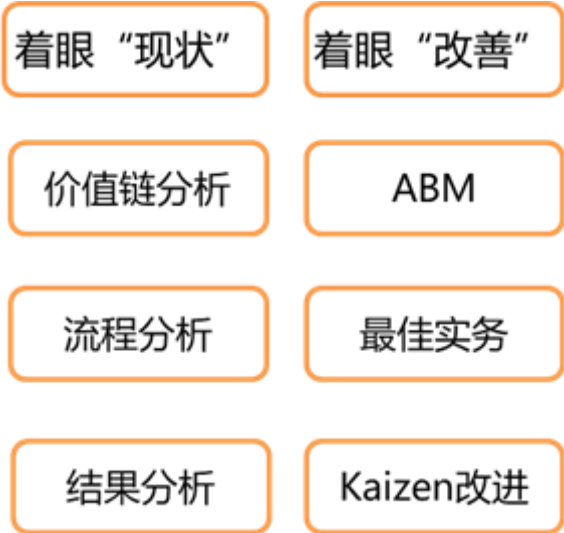 着眼“现状”
着眼“改善”
价值链分析
ABM
流程分析
最佳实务
结果分析
Kaizen改进